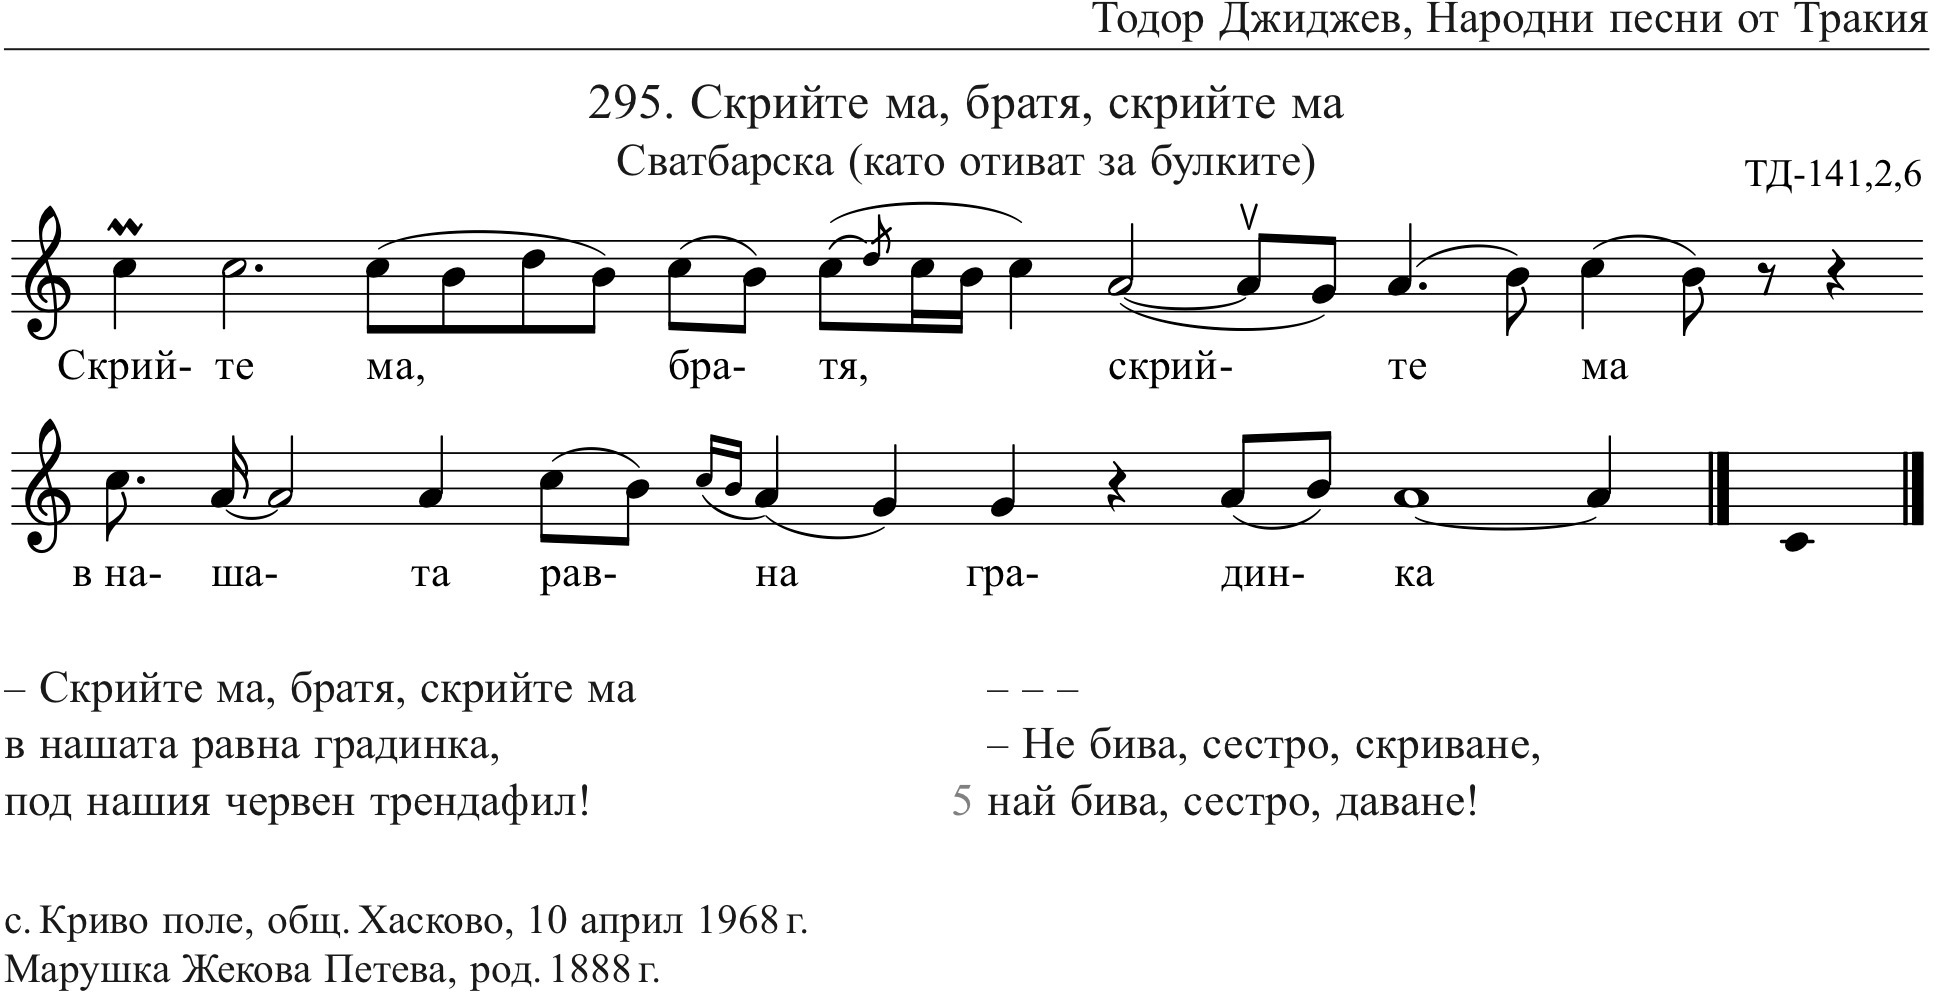 Тодор Джиджев, Народни песни от Тракия
295. Скрийте ма, братя, скрийте ма
Сватбарска (като отиват за булките)
ТД-141,2,6
Скрий- те ма, бра- тя, скрий- те ма
в на- ша- та рав- на гра- дин- ка
– Скрийте ма, братя, скрийте ма
в нашата равна градинка,
под нашия червен трендафил!
– – –
– Не бива, сестро, скриване,
5 най бива, сестро, даване!
с. Криво поле, общ. Хасково, 10 април 1968 г.
Марушка Жекова Петева, род. 1888 г.